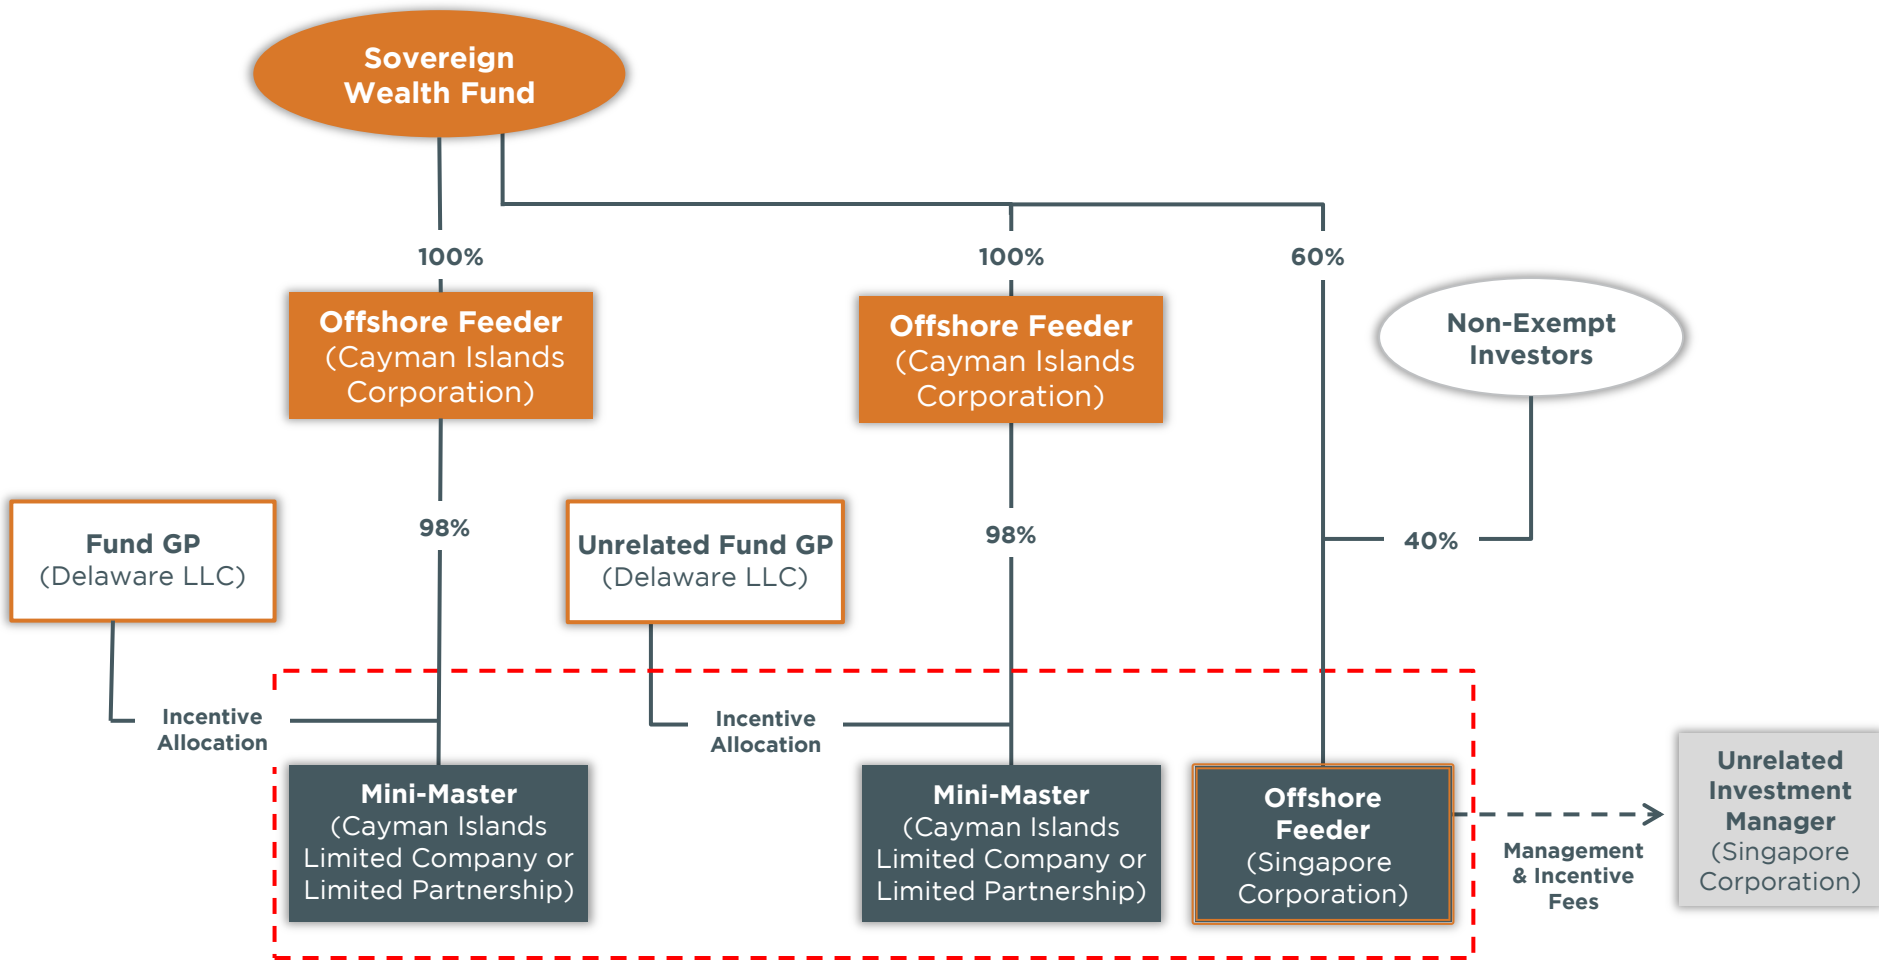 Sovereign
Wealth Fund
100%
100%
60%
Offshore Feeder
(Cayman Islands
Corporation)
Offshore Feeder
(Cayman Islands
Corporation)
Non-Exempt
Investors
Fund GP
(Delaware LLC)
98%
Unrelated Fund GP
(Delaware LLC)
98%
40%
Incentive
Allocation
Incentive
Allocation
Mini-Master
(Cayman Islands
Limited Company or
Limited Partnership)
Mini-Master
(Cayman Islands
Limited Company or
Limited Partnership)
Offshore
Feeder
(Singapore
Corporation)
Management
& Incentive
Fees
Unrelated
Investment
Manager
(Singapore
Corporation)